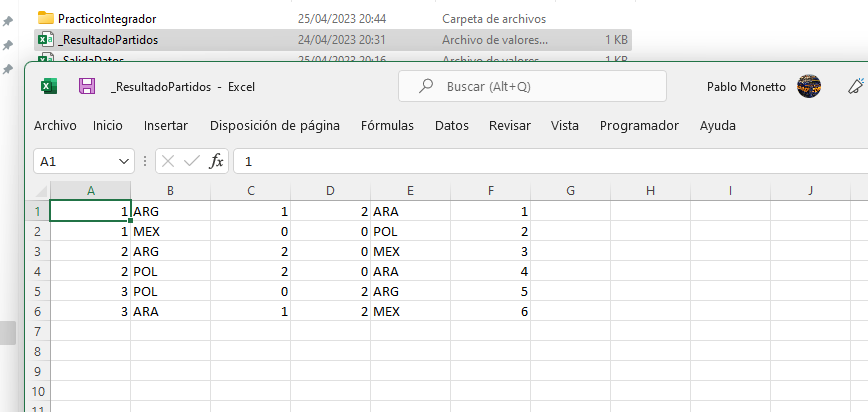 PracticoIntegrador 25/04/2023 20:44 Carpeta de archivos
_ResultadoPartidos 24/04/2023 20:31 Archivo de valores... 1 KB
_SalidaDatos 25/04/2023 20:16 Archivo de valores... 1 KB
_ResultadoPartidos - Excel Buscar (Alt+Q) Pablo Monetto
Archivo Inicio Insertar Disposición de página Fórmulas Datos Revisar Vista Programador Ayuda
A1 fx 1
A B C D E F G H I J
1 1 ARG 1 2 ARA 1
2 1 MEX 0 0 POL 2
3 2 ARG 2 0 MEX 3
4 2 POL 2 0 ARA 4
5 3 POL 0 2 ARG 5
6 3 ARA 1 2 MEX 6
7
8
9
10
11